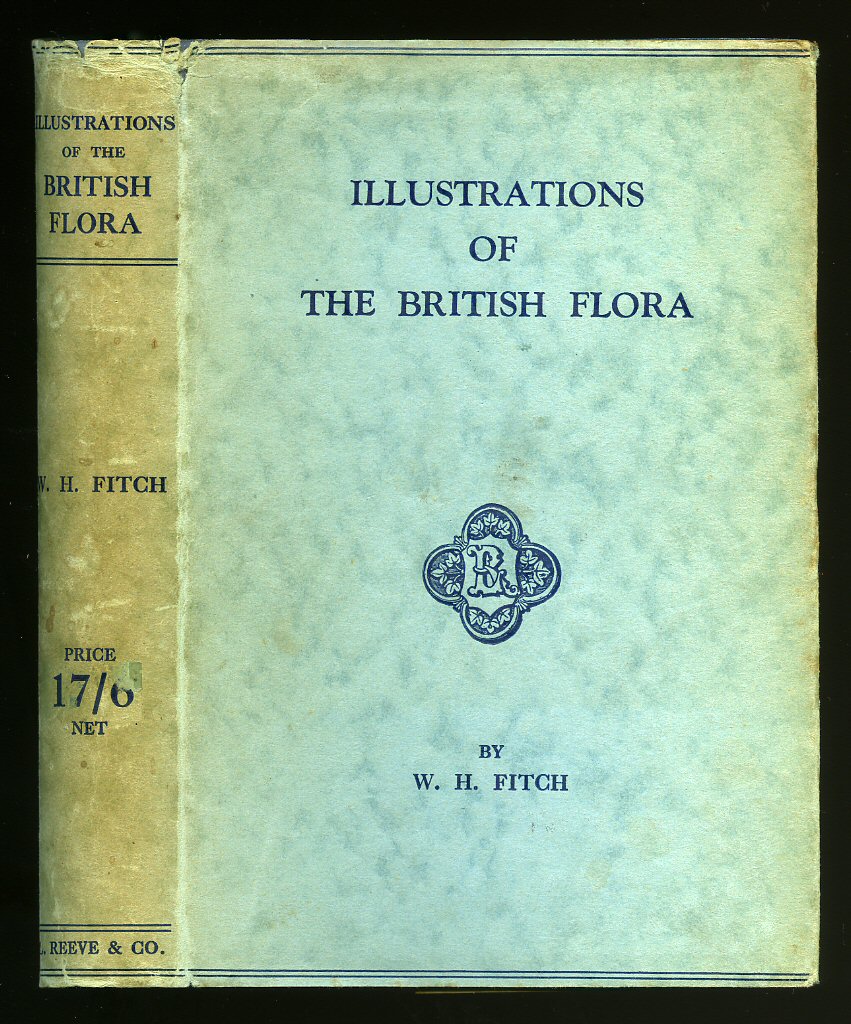 ILLUSTRATIONS
OF THE
BRITISH
FLORA
W. H. FITCH
PRICE
17/6
NET
L. REEVE & CO.
ILLUSTRATIONS
OF
THE BRITISH FLORA
BY
W. H. FITCH